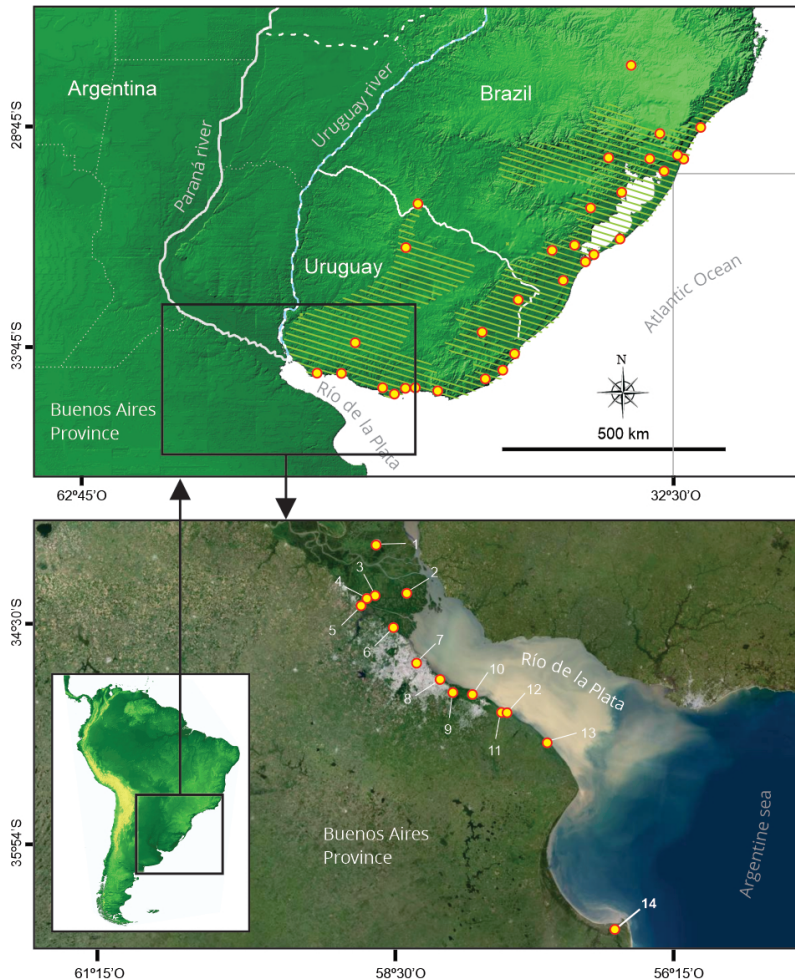 Argentina
Brazil
Uruguay river
Paraná river
28º45'S
Uruguay
Atlantic Ocean
33º45'S
N
Río de la Plata
Buenos Aires
Province
500 km
62º45'O
32º30'O
1
3
2
4
5
34º30'S
6
7
Río de la Plata
10
12
8
9
11
13
Buenos Aires
Province
35º54'S
Argentine sea
14
61º15'O
58º30'O
56º15'O